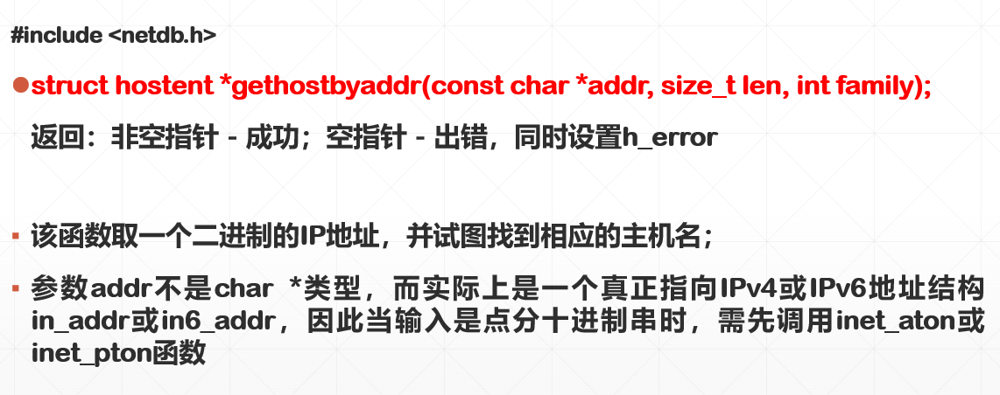 #include <netdb.h>
●struct hostent *gethostbyaddr(const char *addr, size_t len, int family);
返回：非空指针 - 成功；空指针 - 出错，同时设置h_error
▪ 该函数取一个二进制的IP地址，并试图找到相应的主机名；
▪ 参数addr不是char *类型，而实际上是一个真正指向IPv4或IPv6地址结构
in_addr或in6_addr，因此当输入是点分十进制串时，需先调用inet_aton或
inet_pton函数